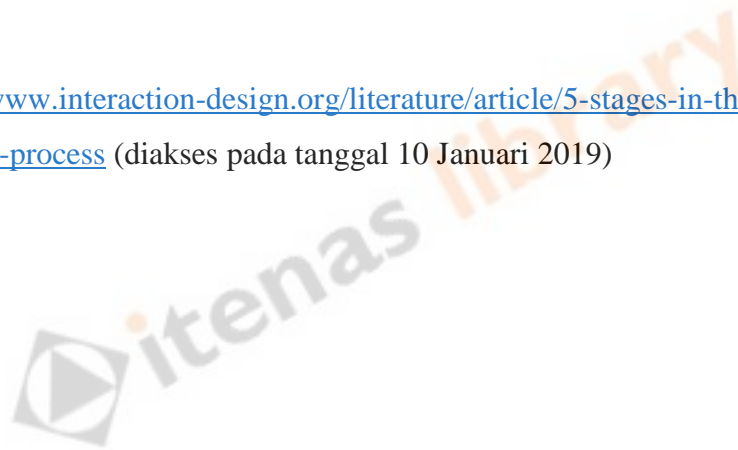 www.interaction-design.org/literature/article/5-stages-in-th
-process (diakses pada tanggal 10 Januari 2019)
itenas library